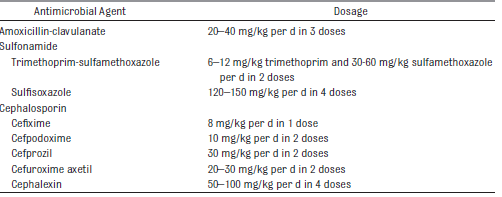 Antimicrobial Agent Dosage
Amoxicillin-clavulanate 20–40 mg/kg per d in 3 doses
Sulfonamide
Trimethoprim-sulfamethoxazole 6–12 mg/kg trimethoprim and 30-60 mg/kg sulfamethoxazole
per d in 2 doses
Sulfisoxazole 120–150 mg/kg per d in 4 doses
Cephalosporin
Cefixime 8 mg/kg per d in 1 dose
Cefpodoxime 10 mg/kg per d in 2 doses
Cefprozil 30 mg/kg per d in 2 doses
Cefuroxime axetil 20–30 mg/kg per d in 2 doses
Cephalexin 50–100 mg/kg per d in 4 doses